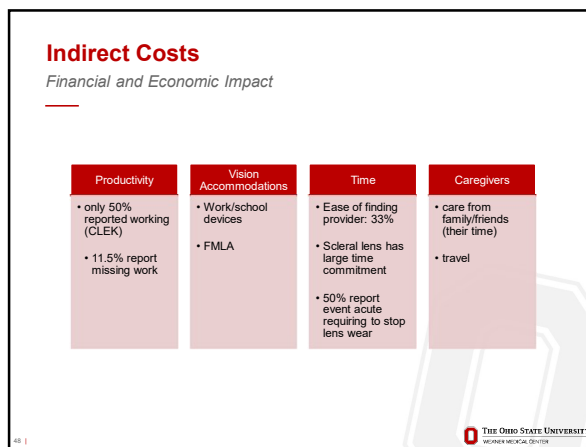 Indirect Costs
Financial and Economic Impact
Productivity
• only 50%
reported working
(CLEK)
• 11.5% report
missing work
Vision
Accommodations
• Work/school
devices
• FMLA
Time
• Ease of finding
provider: 33%
• Scleral lens has
large time
commitment
• 50% report
event acute
requiring to stop
lens wear
Caregivers
• care from
family/friends
(their time)
• travel
48 |
THE OHIO STATE UNIVERSITY
WEXNER MEDICAL CENTER